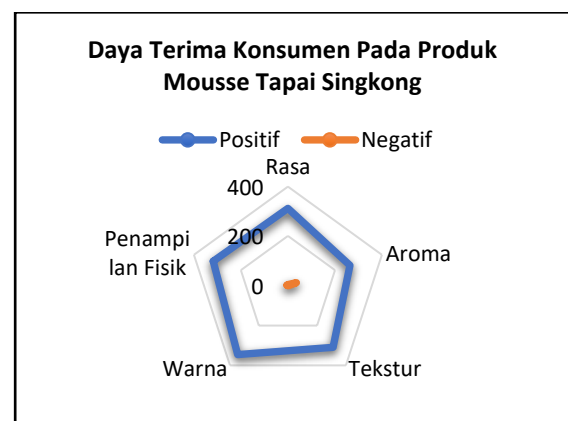 Daya Terima Konsumen Pada Produk
Mousse Tapai Singkong
Positif Negatif
Rasa
400
200
0
Penampi
lan Fisik
Aroma
Warna
Tekstur